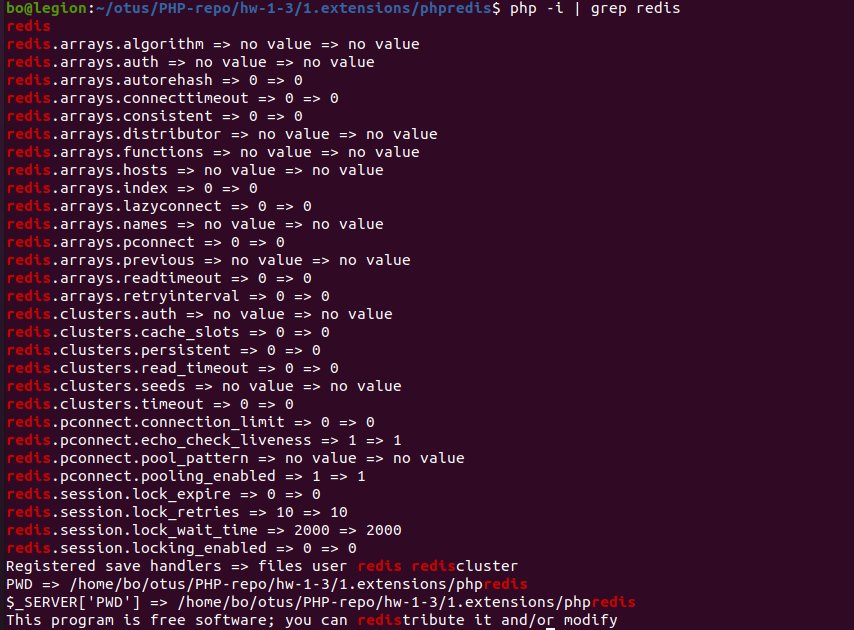 bo@legion:~/otus/PHP-repo/hw-1-3/1.extensions/phpredis$ php -i | grep redis
redis
redis.arrays.algorithm => no value => no value
redis.arrays.auth => no value => no value
redis.arrays.autorehash => 0 => 0
redis.arrays.connecttimeout => 0 => 0
redis.arrays.consistent => 0 => 0
redis.arrays.distributor => no value => no value
redis.arrays.functions => no value => no value
redis.arrays.hosts => no value => no value
redis.arrays.index => 0 => 0
redis.arrays.lazyconnect => 0 => 0
redis.arrays.names => no value => no value
redis.arrays.pconnect => 0 => 0
redis.arrays.previous => no value => no value
redis.arrays.readtimeout => 0 => 0
redis.arrays.retryinterval => 0 => 0
redis.clusters.auth => no value => no value
redis.clusters.cache_slots => 0 => 0
redis.clusters.persistent => 0 => 0
redis.clusters.read_timeout => 0 => 0
redis.clusters.seeds => no value => no value
redis.clusters.timeout => 0 => 0
redis.pconnect.connection_limit => 0 => 0
redis.pconnect.echo_check_liveness => 1 => 1
redis.pconnect.pool_pattern => no value => no value
redis.pconnect.pooling_enabled => 1 => 1
redis.session.lock_expire => 0 => 0
redis.session.lock_retries => 10 => 10
redis.session.lock_wait_time => 2000 => 2000
redis.session.locking_enabled => 0 => 0
Registered save handlers => files user redis rediscluster
PWD => /home/bo/otus/PHP-repo/hw-1-3/1.extensions/phpredis
$_SERVER['PWD'] => /home/bo/otus/PHP-repo/hw-1-3/1.extensions/phpredis
This program is free software; you can redistribute it and/or modify